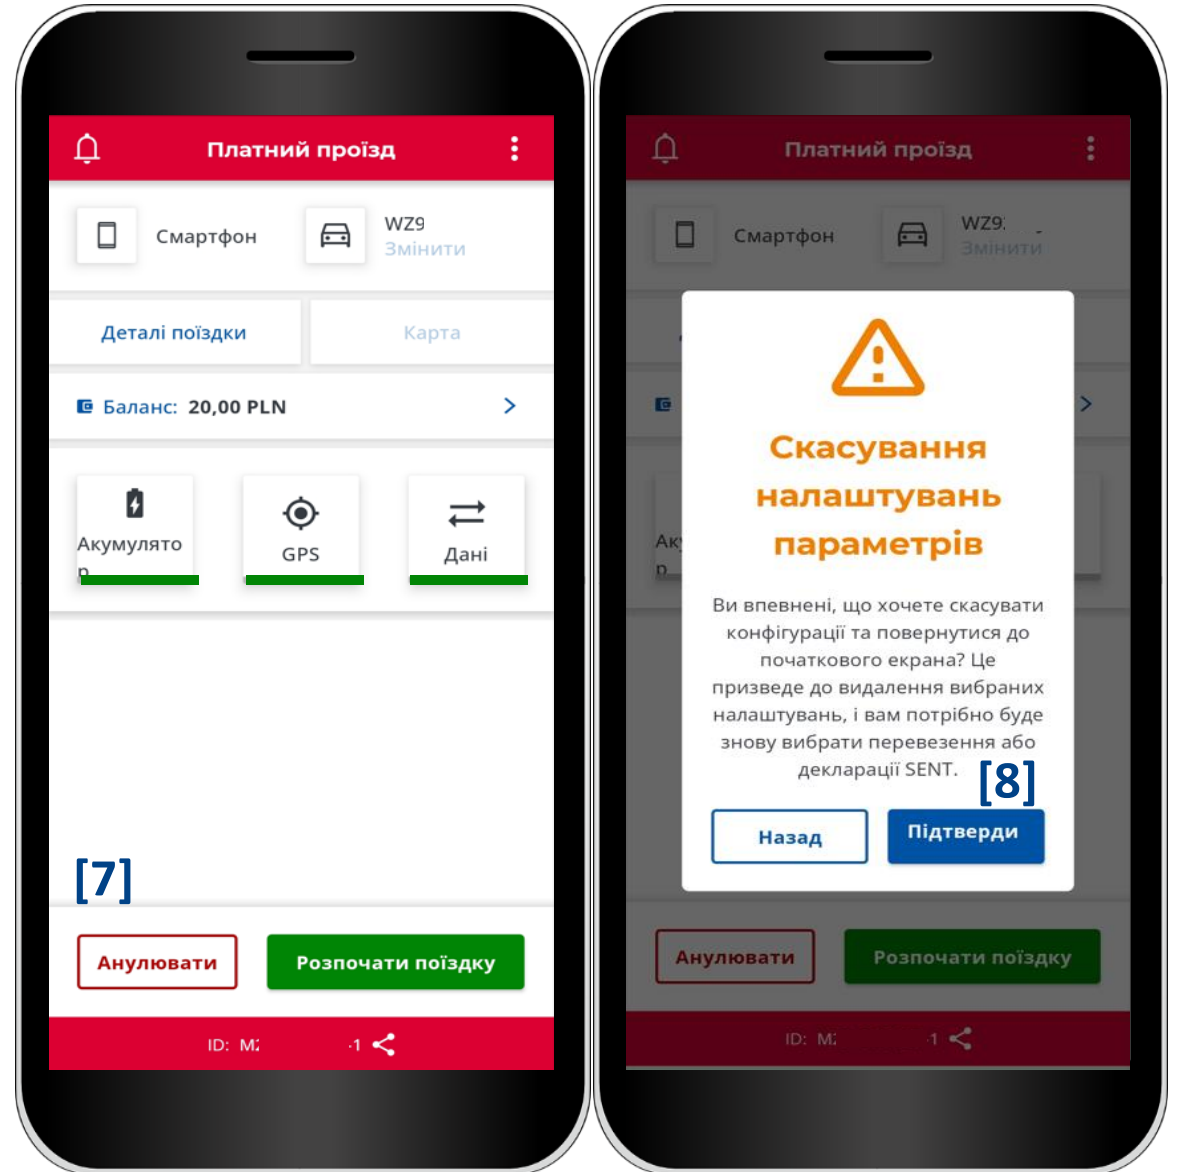 Платний проїзд
Смартфон
WZ9
Змінити
Деталі поїздки
Карта
Баланс: 20,00 PLN
Акумулято
р
GPS
Дані
[7]
Анулювати
Розпочати поїздку
ID: M2
-1
Платний проїзд
Смартфон
WZ9
Змінити
Ак
р
Скасування
налаштувань
параметрів
Ви впевнені, що хочете скасувати
конфігурації та повернутися до
початкового екрана? Це
призведе до видалення вибраних
налаштувань, і вам потрібно буде
знову вибрати перевезення або
декларації SENT.
[8]
Назад
Підтверди
Анулювати
Розпочати поїздку
ID: M
-1